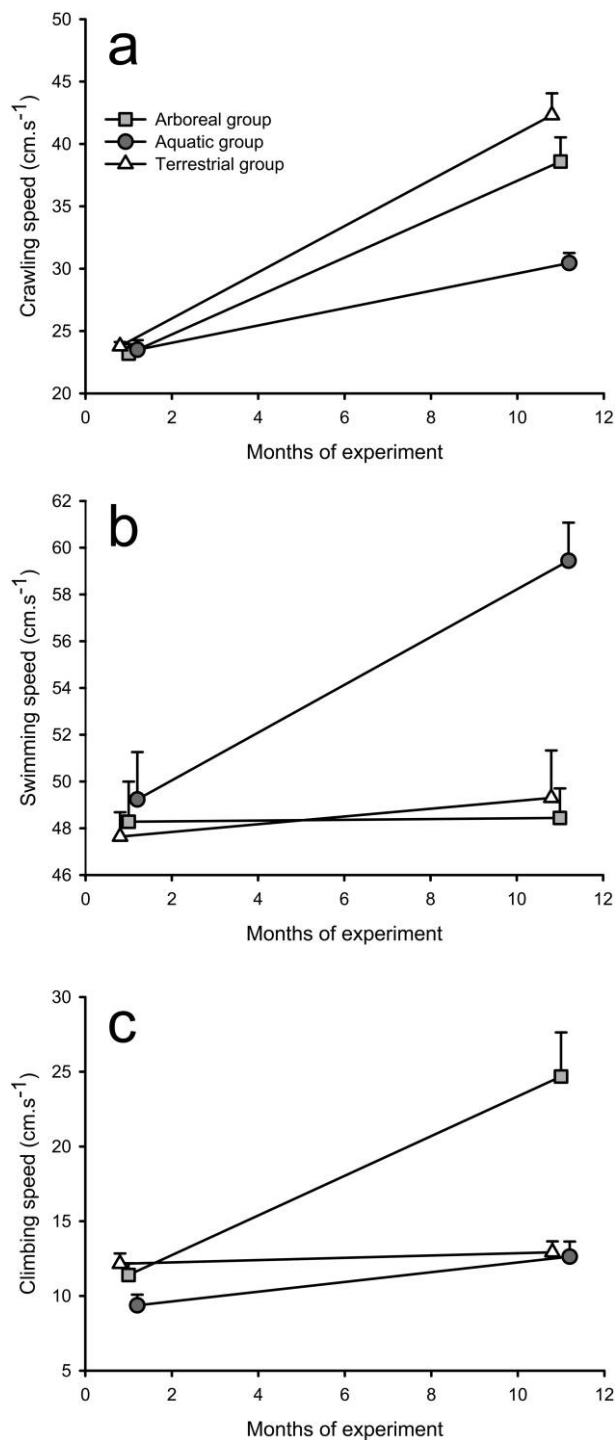 a
Arboreal group
Aquatic group
Terrestrial group
Crawling speed (cm.s⁻¹)
50
45
40
35
30
25
20
0 2 4 6 8 10 12
Months of experiment
b
Swimming speed (cm.s⁻¹)
62
60
58
56
54
52
50
48
46
0 2 4 6 8 10 12
Months of experiment
c
Climbing speed (cm.s⁻¹)
30
25
20
15
10
5
0 2 4 6 8 10 12
Months of experiment